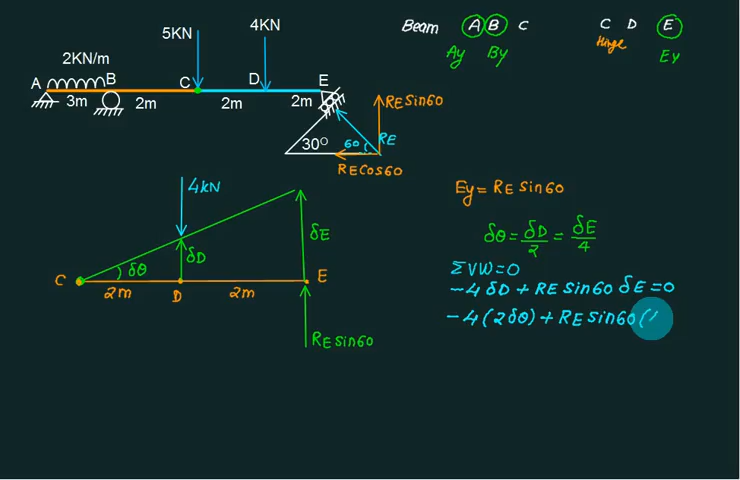 5KN
4KN
2KN/m
A B C D E
3m 2m 2m 2m
30° 60 RE
RE Sin60
RE Cos60
Beam A B C C D E
Hinge
Ay By Ey
4KN
δE
δD
δθ
C D E
2m 2m
RE Sin60
Ey = RE sin60
δθ = δD/2 = δE/4
ΣVW=0
-4 δD + RE sin60 δE = 0
-4(2δθ) + RE sin60(